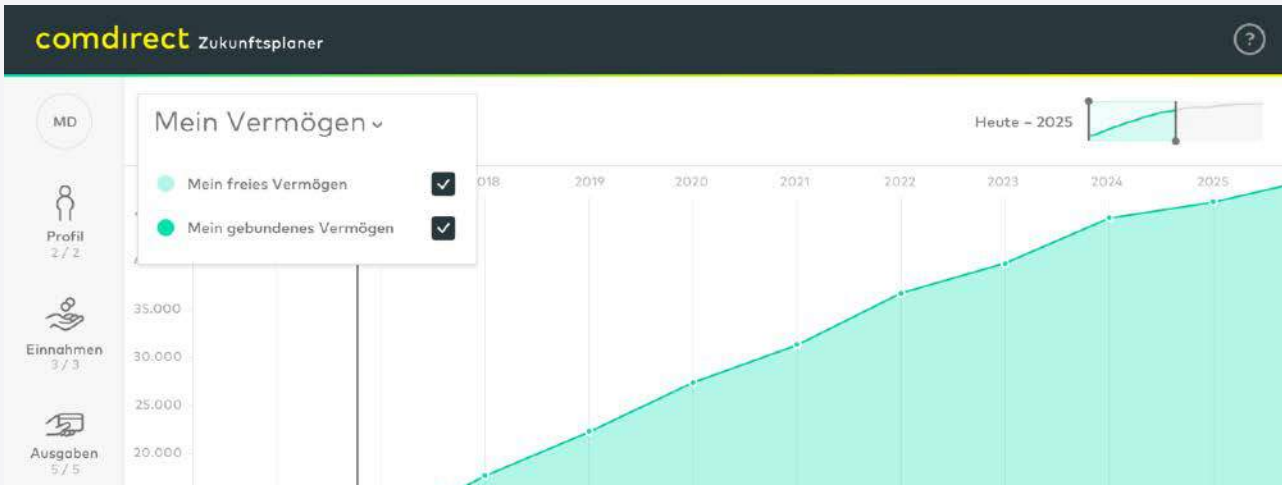 comdirect Zukunftsplaner
?
MD
Mein Vermögen
Heute – 2025
Mein freies Vermögen
018 2019 2020 2021 2022 2023 2024 2025
Mein gebundenes Vermögen
Profil
2 / 2
35.000
Einnahmen
3 / 3
30.000
25.000
Ausgaben
5 / 5
20.000